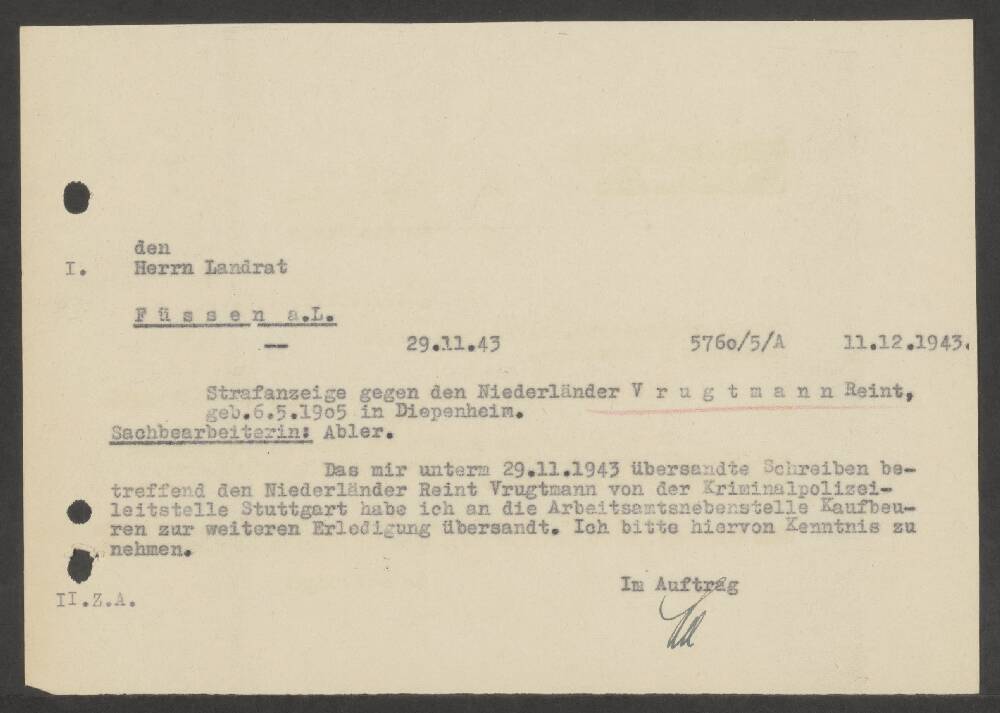 den
I. Herrn Landrat
F ü s s e n a.L.
— 29.11.43 576o/5/A 11.12.1943.
Strafanzeige gegen den Niederländer V r u g t m a n n Reint,
geb.6.5.19o5 in Diepenheim.
Sachbearbeiterin: Abler.
Das mir unterm 29.11.1943 übersandte Schreiben be-
treffend den Niederländer Reint Vrugtmann von der Kriminalpolizei-
leitstelle Stuttgart habe ich an die Arbeitsamtsnebenstelle Kaufbeu-
ren zur weiteren Erledigung übersandt. Ich bitte hiervon Kenntnis zu
nehmen.
Im Auftrag
II.Z.A.